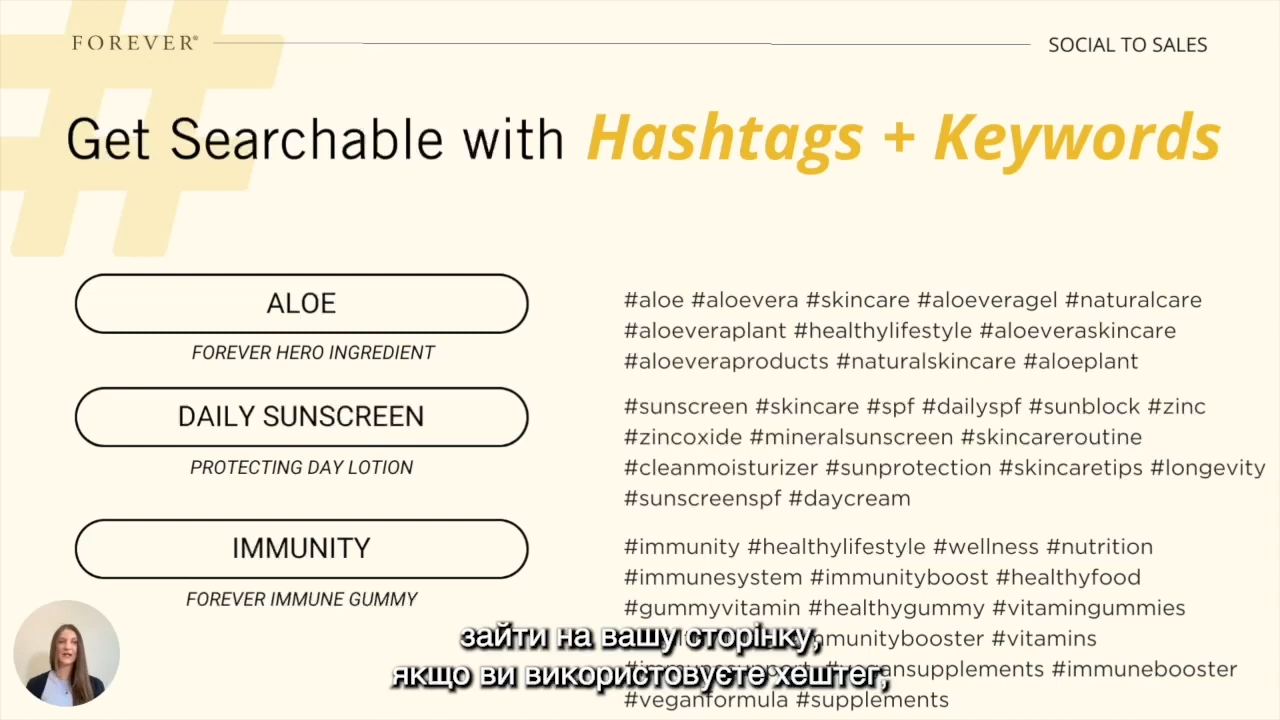 FOREVER®
SOCIAL TO SALES
Get Searchable with Hashtags + Keywords
ALOE
FOREVER HERO INGREDIENT
#aloe #aloevera #skincare #aloeveragel #naturalcare
#aloeveraplant #healthylifestyle #aloeveraskincare
#aloeveraproducts #naturalskincare #aloeplant
DAILY SUNSCREEN
PROTECTING DAY LOTION
#sunscreen #skincare #spf #dailyspf #sunblock #zinc
#zincoxide #mineralsunscreen #skincareroutine
#cleanmoisturizer #sunprotection #skincaretips #longevity
#sunscreenspf #daycream
IMMUNITY
FOREVER IMMUNE GUMMY
#immunity #healthylifestyle #wellness #nutrition
#immunesystem #immunityboost #healthyfood
#gummyvitamin #healthygummy #vitamingummies
#vitamins
#immunebooster
#veganformula #supplements
зайти на вашу сторінку,
якщо ви використовуєте хештег,